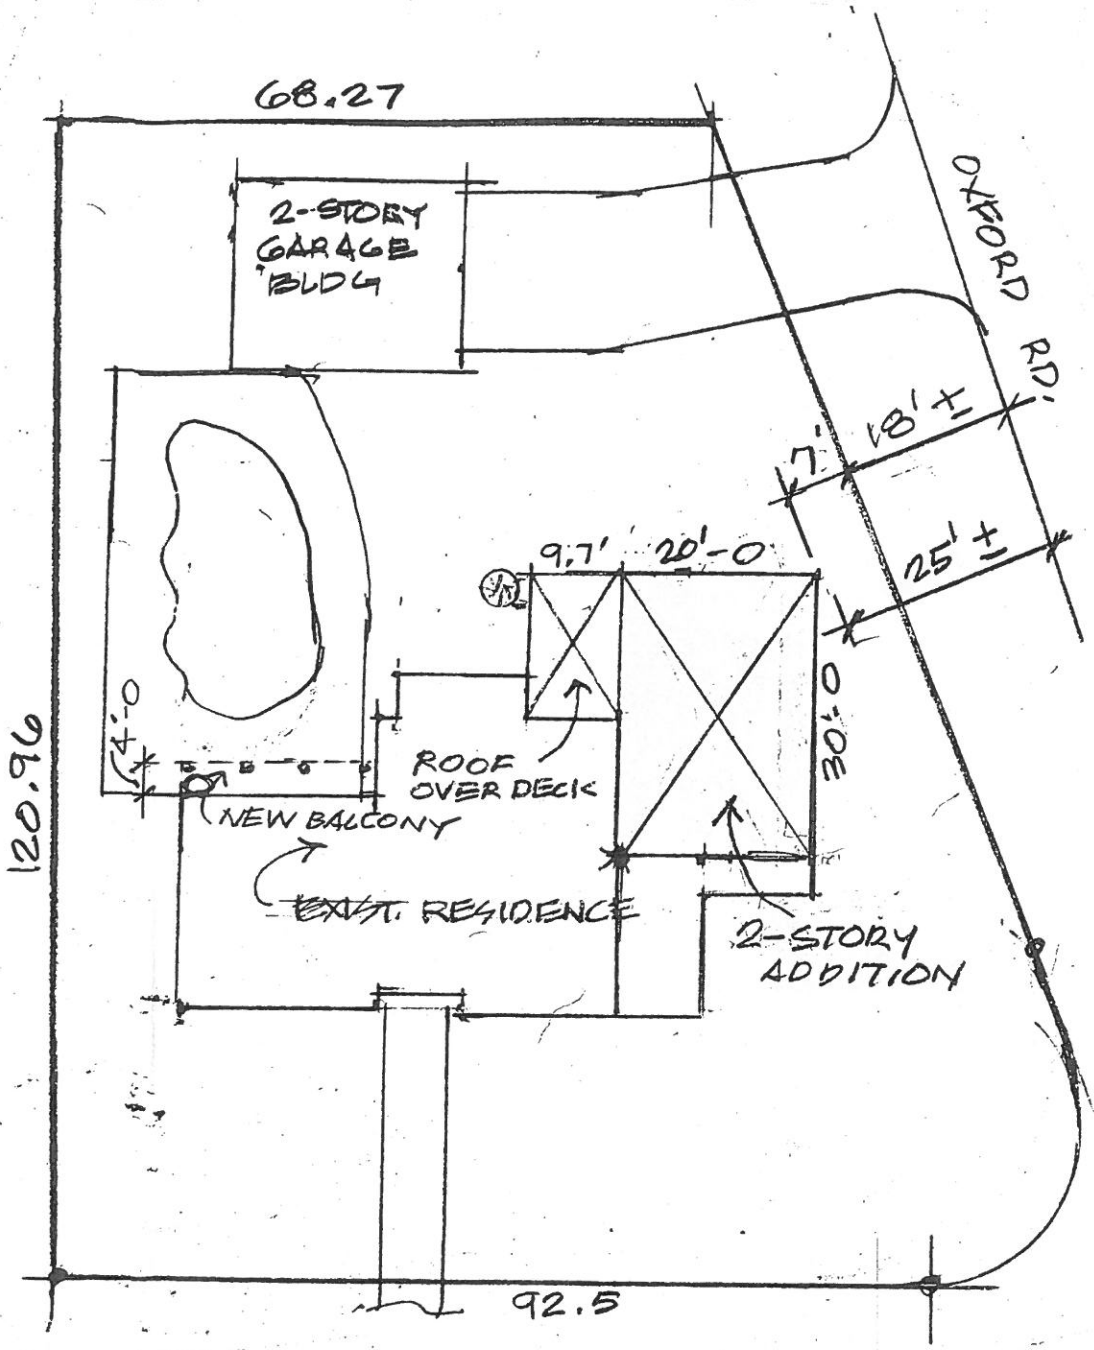 68.27
2-STORY
GARAGE
BLDG
OXFORD RD.
18' ±
7'
25' ±
9.7'
20'-0
30'-0
4'-0
120.96
ROOF
OVER DECK
NEW BALCONY
EXIST. RESIDENCE
2-STORY
ADDITION
92.5